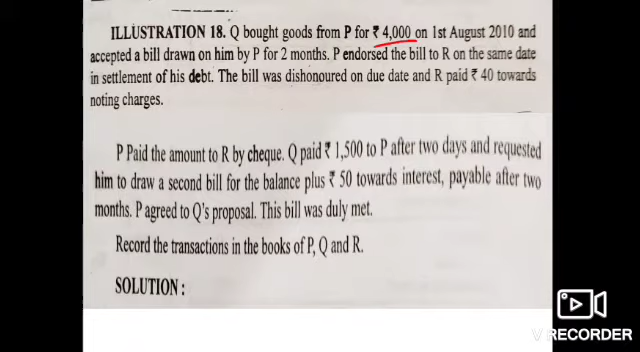 ILLUSTRATION 18. Q bought goods from P for ₹ 4,000 on 1st August 2010 and
accepted a bill drawn on him by P for 2 months. P endorsed the bill to R on the same date
in settlement of his debt. The bill was dishonoured on due date and R paid ₹ 40 towards
noting charges.
P Paid the amount to R by cheque. Q paid ₹ 1,500 to P after two days and requested
him to draw a second bill for the balance plus ₹ 50 towards interest, payable after two
months. P agreed to Q's proposal. This bill was duly met.
Record the transactions in the books of P, Q and R.
SOLUTION :
V RECORDER